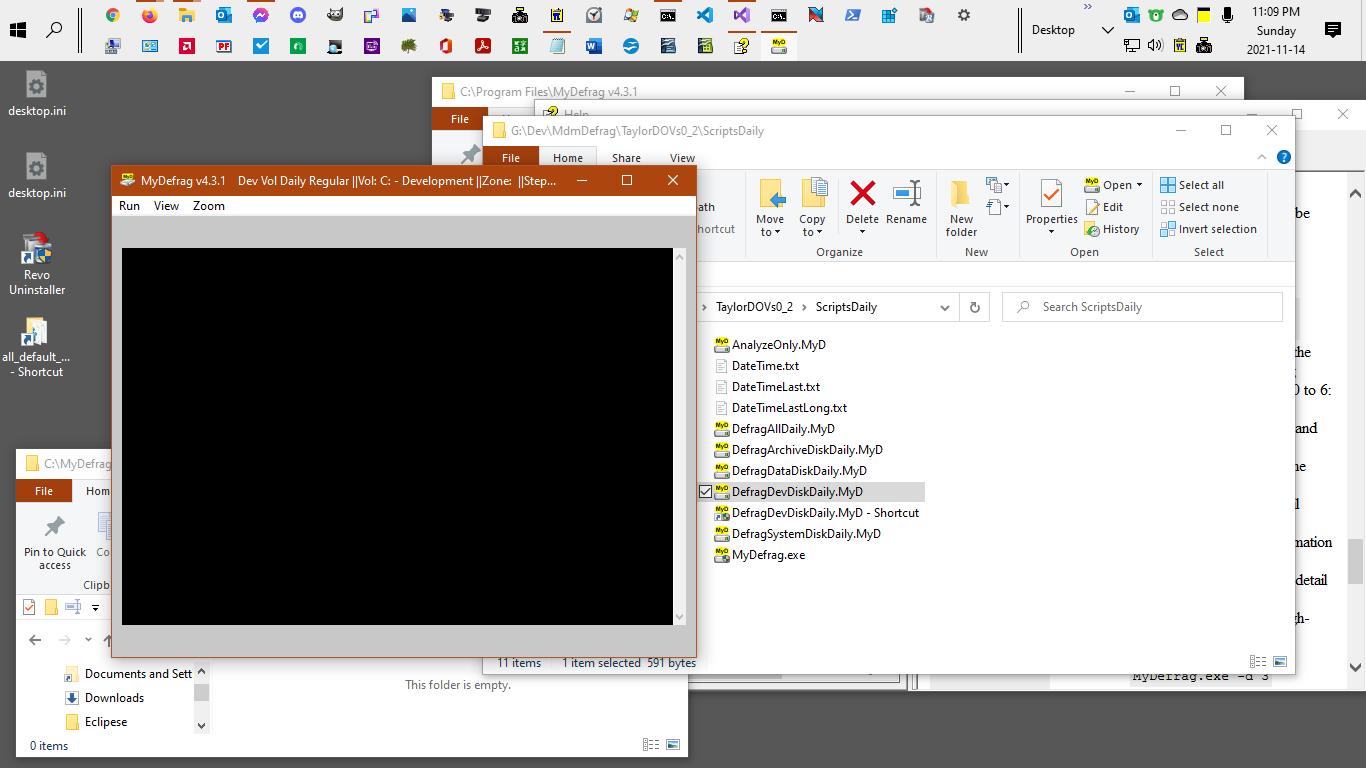 11:09 PM
Sunday
2021-11-14
Desktop
desktop.ini
desktop.ini
Revo
Uninstaller
all_default_...
- Shortcut
C:\Program Files\MyDefrag v4.3.1
File
Help
G:\Dev\MdmDefrag\TaylorDOVs0_2\ScriptsDaily
File
Home
Share
View
Move
to
Copy
to
Delete
Rename
Organize
New
folder
New
Properties
Open
Edit
History
Open
Select all
Select none
Invert selection
Select
ath
hortcut
TaylorDOVs0_2 > ScriptsDaily
Search ScriptsDaily
AnalyzeOnly.MyD
DateTime.txt
DateTimeLast.txt
DateTimeLastLong.txt
DefragAllDaily.MyD
DefragArchiveDiskDaily.MyD
DefragDataDiskDaily.MyD
DefragDevDiskDaily.MyD
DefragDevDiskDaily.MyD - Shortcut
DefragSystemDiskDaily.MyD
MyDefrag.exe
11 items
1 item selected 591 bytes
MyDefrag v4.3.1 Dev Vol Daily Regular ||Vol: C: - Development ||Zone: ||Step...
Run
View
Zoom
be
the
0 to 6:
and
ne
l
mation
detail
gh-
MyDefrag.exe -d 3
C:\MyDefrag
File
Hom
Pin to Quick
access
Co
Clipb
Documents and Sett
Downloads
Eclipese
This folder is empty.
0 items